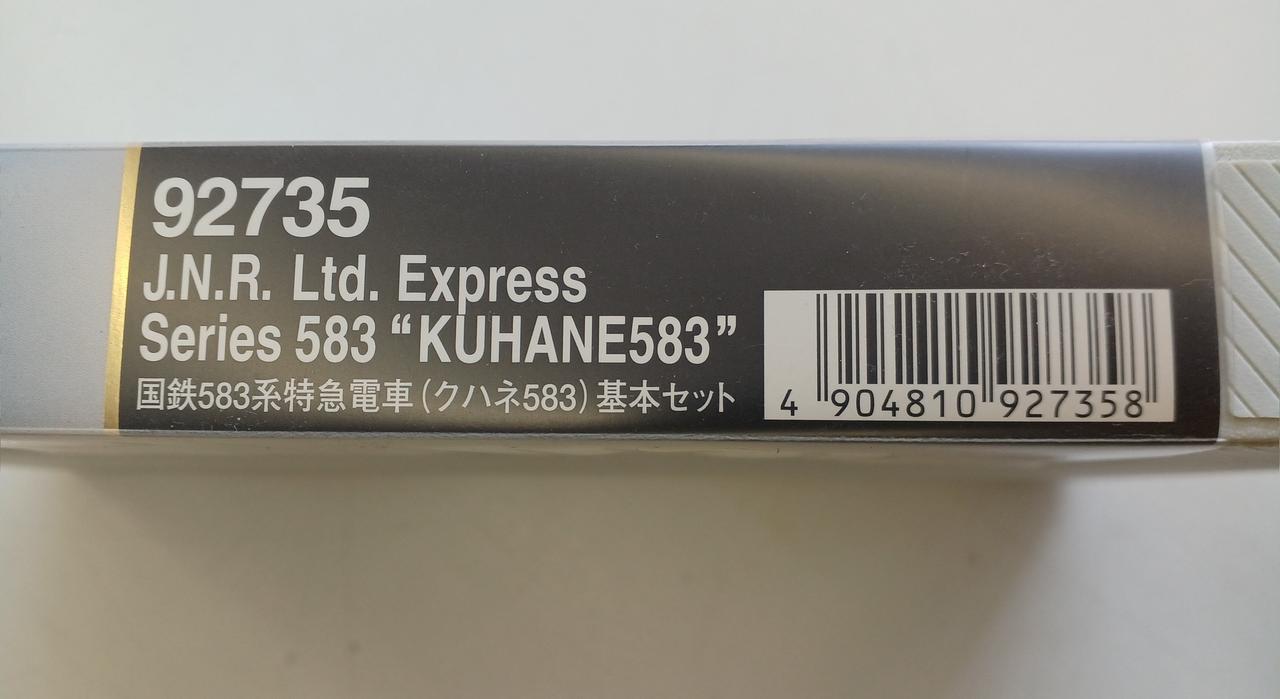 92735
J.N.R. Ltd. Express
Series 583 “KUHANE583”
国鉄583系特急電車(クハネ583)基本セット
4 904810 927358